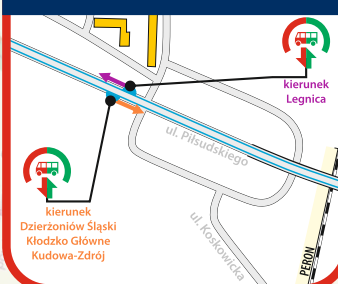 kierunek
Legnica
ul. Piłsudskiego
kierunek
Dzierżoniów Śląski
Kłodzko Główne
Kudowa-Zdrój
ul. Koskowicka
PERON